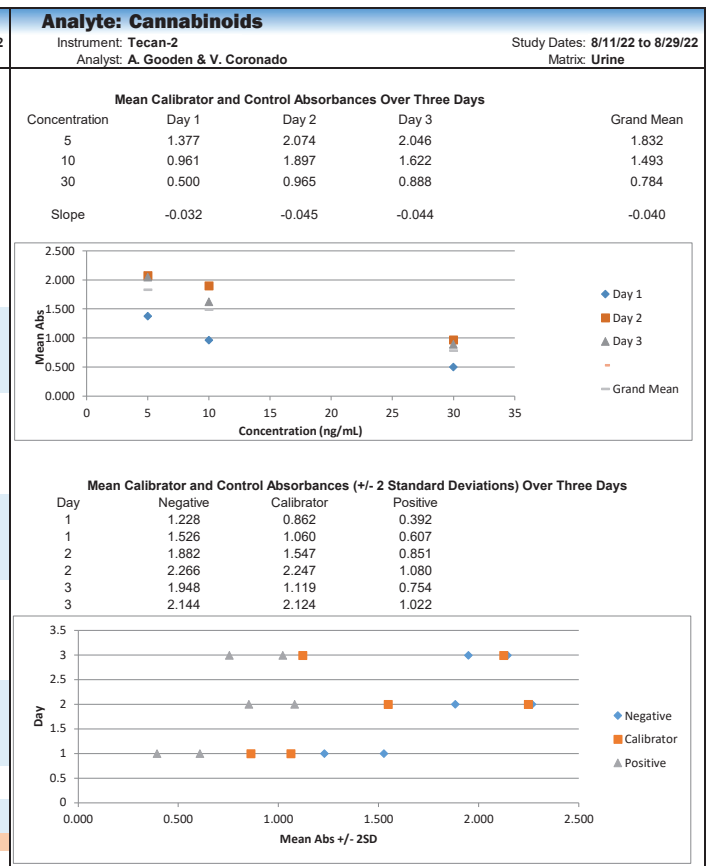 Analyte: Cannabinoids
2 Instrument: Tecan-2 Study Dates: 8/11/22 to 8/29/22
Analyst: A. Gooden & V. Coronado Matrix: Urine
Mean Calibrator and Control Absorbances Over Three Days
Concentration Day 1 Day 2 Day 3 Grand Mean
5 1.377 2.074 2.046 1.832
10 0.961 1.897 1.622 1.493
30 0.500 0.965 0.888 0.784
Slope -0.032 -0.045 -0.044 -0.040
2.500
2.000
1.500
1.000
0.500
0.000
Mean Abs
0 5 10 15 20 25 30 35
Concentration (ng/mL)
Day 1
Day 2
Day 3
Grand Mean
Mean Calibrator and Control Absorbances (+/- 2 Standard Deviations) Over Three Days
Day Negative Calibrator Positive
1 1.228 0.862 0.392
1 1.526 1.060 0.607
2 1.882 1.547 0.851
2 2.266 2.247 1.080
3 1.948 1.119 0.754
3 2.144 2.124 1.022
3.5
3
2.5
2
1.5
1
0.5
0
Day
0.000 0.500 1.000 1.500 2.000 2.500
Mean Abs +/- 2SD
Negative
Calibrator
Positive